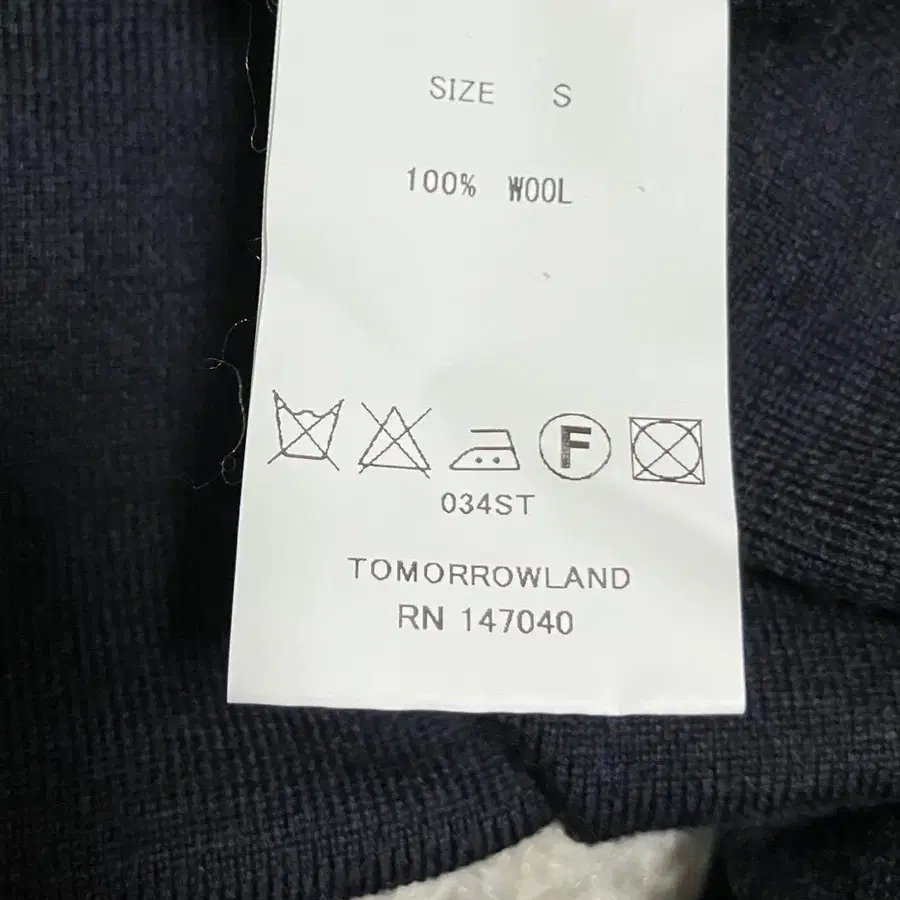 SIZE S
100% WOOL
F
034ST
TOMORROWLAND
RN 147040